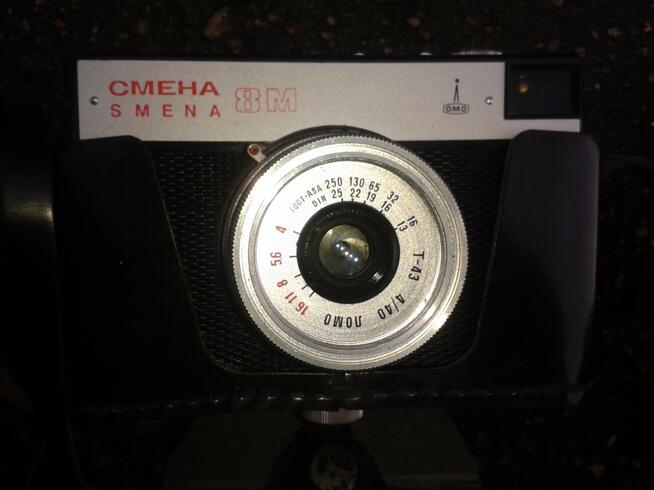 СМЕНА
SMENA 8M
ОМО
ГОСТ-ASA 250 130 65 32 16
DIN 25 22 19 16 13
4 5.6 8 11 16
Т-43 4/40 ЛОМО